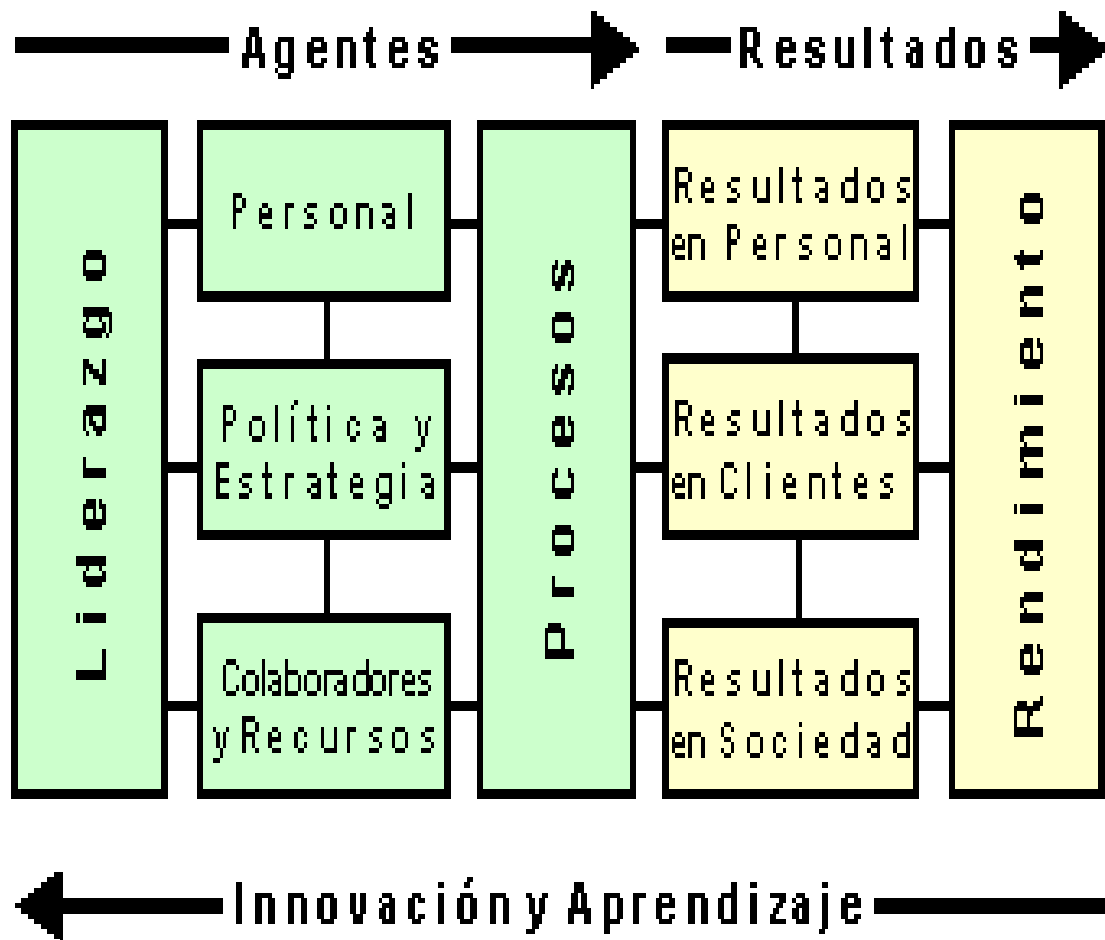 Agentes
Resultados
Liderazgo
Personal
Política y
Estrategia
Colaboradores
y Recursos
Procesos
Resultados
en Personal
Resultados
en Clientes
Resultados
en Sociedad
Rendimiento
Innovación y Aprendizaje